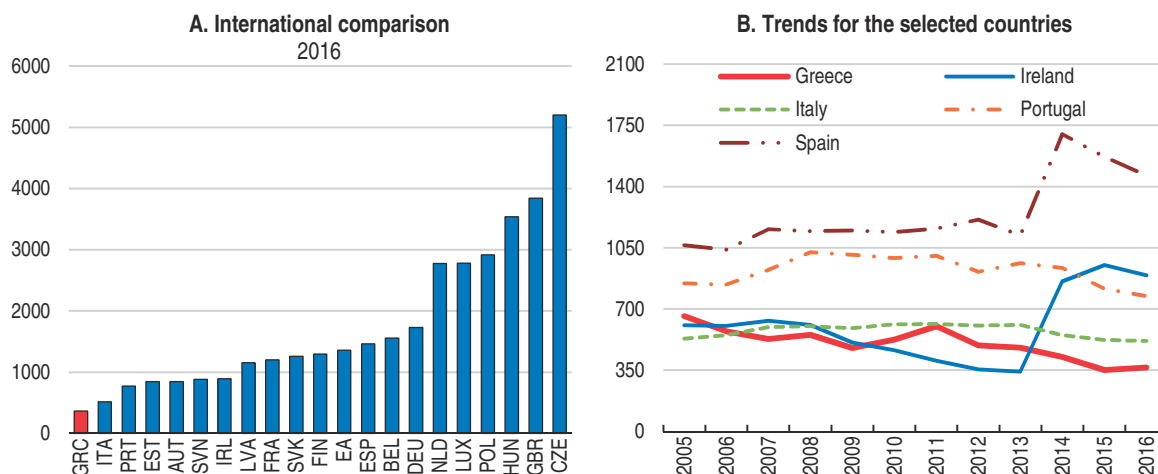 A. International comparison
2016
6000
5000
4000
3000
2000
1000
0
GRC
ITA
PRT
EST
AUT
SVN
IRL
LVA
FRA
SVK
FIN
EA
ESP
BEL
DEU
NLD
LUX
POL
HUN
GBR
CZE
B. Trends for the selected countries
2100
1750
1400
1050
700
350
0
Greece
Ireland
Italy
Portugal
Spain
2005
2006
2007
2008
2009
2010
2011
2012
2013
2014
2015
2016